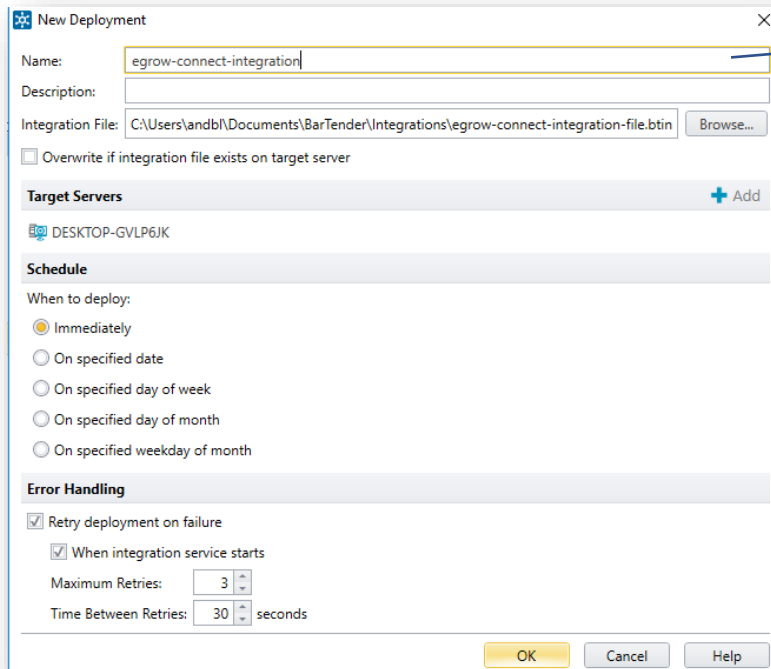 New Deployment
Name: egrow-connect-integration
Description:
Integration File: C:\Users\andbl\Documents\BarTender\Integrations\egrow-connect-integration-file.btin Browse...
Overwrite if integration file exists on target server
Target Servers Add
DESKTOP-GVLP6JK
Schedule
When to deploy:
Immediately
On specified date
On specified day of week
On specified day of month
On specified weekday of month
Error Handling
Retry deployment on failure
When integration service starts
Maximum Retries: 3
Time Between Retries: 30 seconds
OK Cancel Help